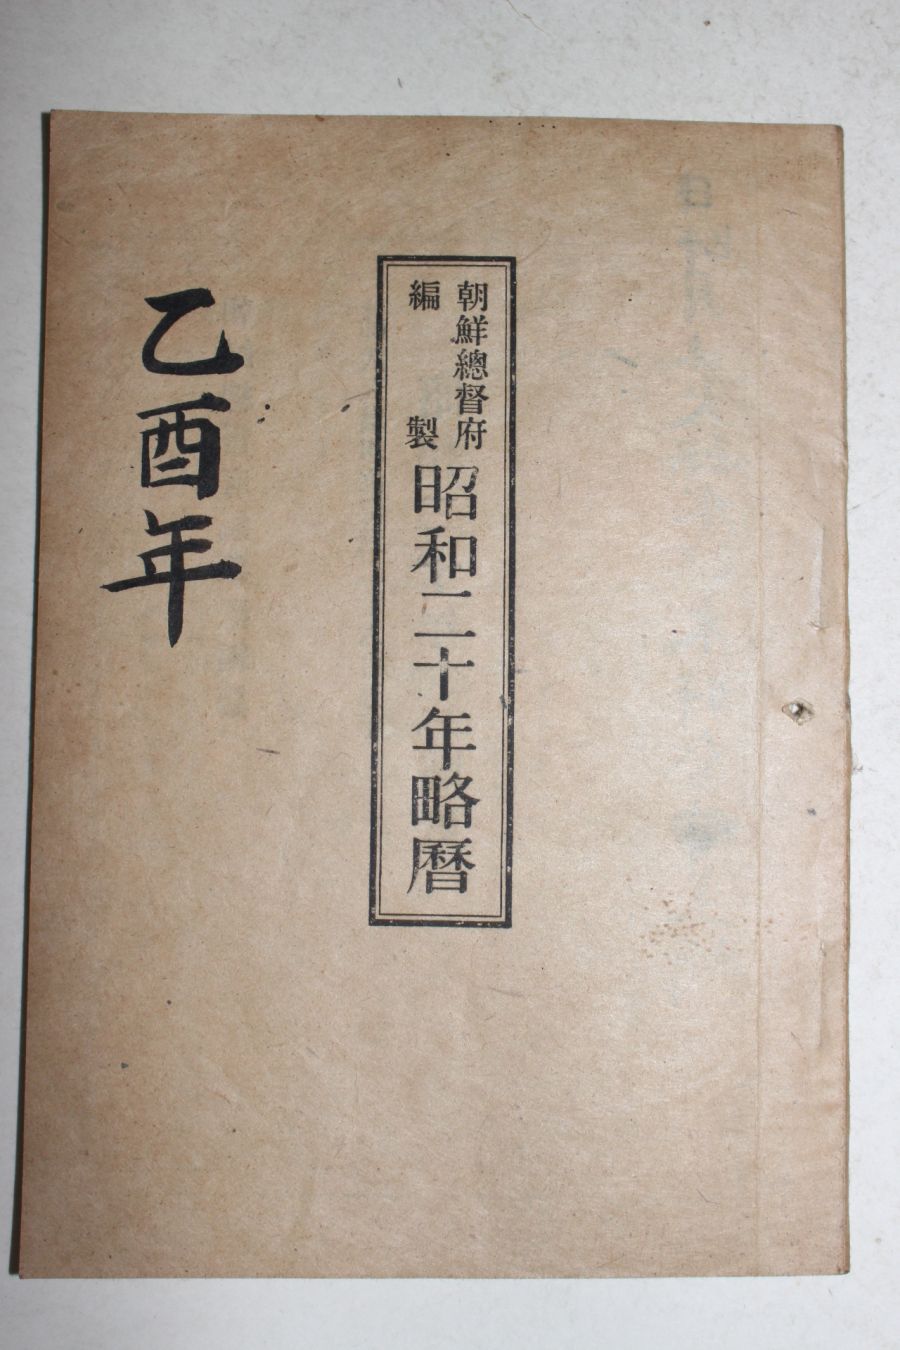 朝鮮總督府
編製
昭和二十年略曆
乙酉年